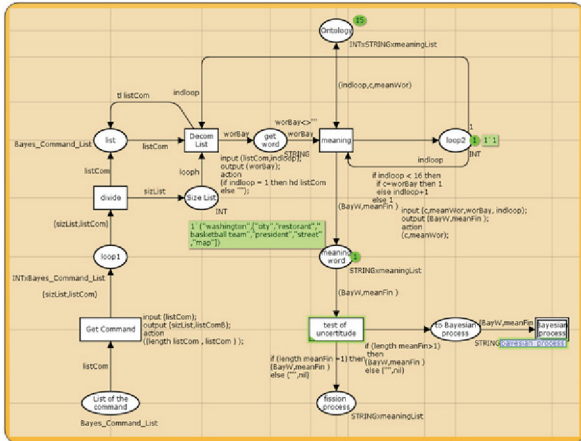 15
Ontology
INTxSTRINGxmeaningList
tl listCom
indloop
(indloop,c,meanWor)
worBay<>""
1
list
Decom
List
worBay
get
word
worBay
meaning
loop2
1
1`1
Bayes_Command_List
listCom
STRING
INT
listCom
looph
input (listCom,indloop);
output (worBay);
action
(if indloop = 1 then hd listCom
else "");
indloop
if indloop < 16 then
if c=worBay then 1
else indloop+1
else 1
divide
sizList
Size List
INT
(BayW,meanFin )
input (c,meanWor,worBay, indloop);
output (BayW,meanFin );
action
(c,meanWor);
(sizList,listCom)
1`("washington",["city","restorant","
basketball team","president","street"
,"map"])
loop1
meaning
word
1
INTxBayes_Command_List
STRINGxmeaningList
(sizList,listCom)
(BayW,meanFin )
Get Command
input (listCom);
output (sizList,listComB);
action
((length listCom , listCom ) );
test of
uncertitude
to Bayesian
process
(BayW,meanFin
bayesian
process
STRING
bayesian_process
listCom
if (length meanFin =1) then
(BayW,meanFin )
else ("",nil)
if (length meanFin>1)
then
(BayW,meanFin )
else ("",nil)
List of the
command
fission
process
STRINGxmeaningList
Bayes_Command_List